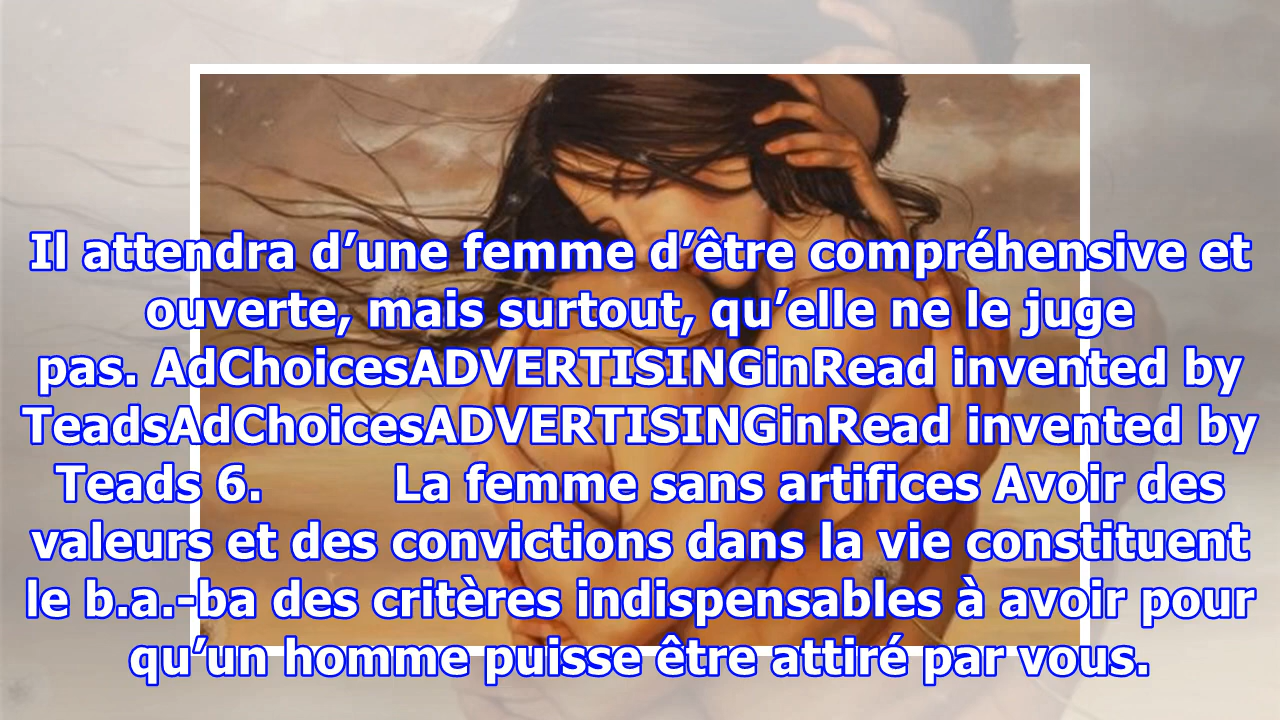 Il attendra d’une femme d’être compréhensive et
ouverte, mais surtout, qu’elle ne le juge
pas. AdChoicesADVERTISINGinRead invented by
TeadsAdChoicesADVERTISINGinRead invented by
Teads 6. La femme sans artifices Avoir des
valeurs et des convictions dans la vie constituent
le b.a.-ba des critères indispensables à avoir pour
qu’un homme puisse être attiré par vous.